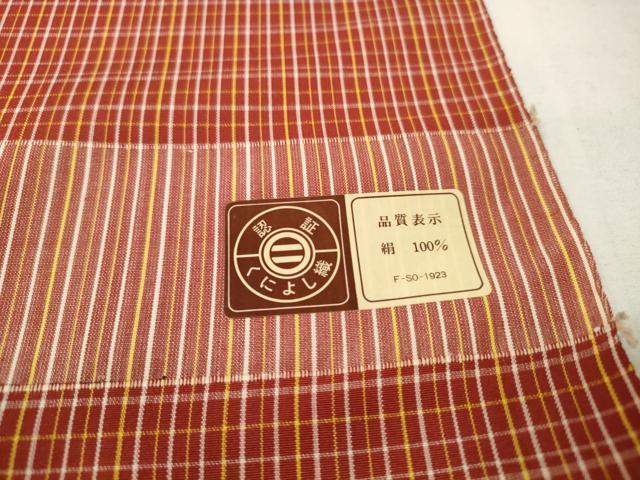 認証
くによし織
品質表示
絹 100%
F-SO-1923